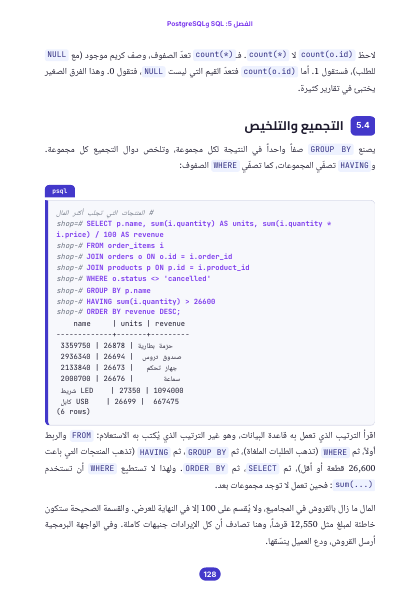 الفصل 5: SQL وPostgreSQL
لاحظ count(o.id) لا count(*). فـ count(*) تعدّ الصفوف، وصف كريم موجود (مع NULL
للطلب)، فستقول 1. أما count(o.id) فتعدّ القيم التي ليست NULL، فتقول 0. وهذا الفرق الصغير
يختبئ في تقارير كثيرة.
5.4 التجميع والتلخيص
يصنع GROUP BY صفاً واحداً في النتيجة لكل مجموعة، وتلخص دوال التجميع كل مجموعة.
وHAVING تصفّي المجموعات، كما تصفّي WHERE الصفوف:
psql
# المنتجات التي تجلب أكثر المال
shop=# SELECT p.name, sum(i.quantity) AS units, sum(i.quantity *
i.price) / 100 AS revenue
shop-# FROM order_items i
shop-# JOIN orders o ON o.id = i.order_id
shop-# JOIN products p ON p.id = i.product_id
shop-# WHERE o.status <> 'cancelled'
shop-# GROUP BY p.name
shop-# HAVING sum(i.quantity) > 26600
shop-# ORDER BY revenue DESC;
name | units | revenue
-------------+-------+---------
حزمة بطارية | 26878 | 3359750
صندوق دروس | 26694 | 2936340
جهاز تحكم | 26673 | 2133840
سماعة | 26676 | 2000700
شريط LED | 27350 | 1094000
كابل USB | 26699 | 667475
(6 rows)
اقرأ الترتيب الذي تعمل به قاعدة البيانات، وهو غير الترتيب الذي يُكتب به الاستعلام: FROM والربط
أولاً، ثم WHERE (تذهب الطلبات الملغاة)، ثم GROUP BY، ثم HAVING (تذهب المنتجات التي باعت
26,600 قطعة أو أقل)، ثم SELECT، ثم ORDER BY. ولهذا لا تستطيع WHERE أن تستخدم
sum(...): فحين تعمل لا توجد مجموعات بعد.
المال ما زال بالقروش في المجاميع، ولا يُقسم على 100 إلا في النهاية للعرض. والقسمة الصحيحة ستكون
خاطئة لمبلغ مثل 12,550 قرشاً، وهنا تصادف أن كل الإيرادات جنيهات كاملة. وفي الواجهة البرمجية
أرسل القروش، ودع العميل ينسّقها.
128